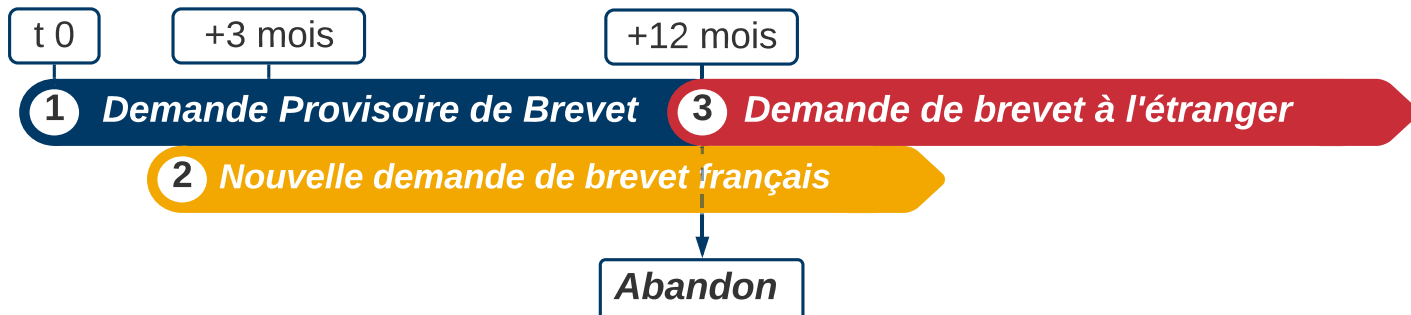 t 0
+3 mois
+12 mois
1 Demande Provisoire de Brevet
3 Demande de brevet à l'étranger
2 Nouvelle demande de brevet français
Abandon